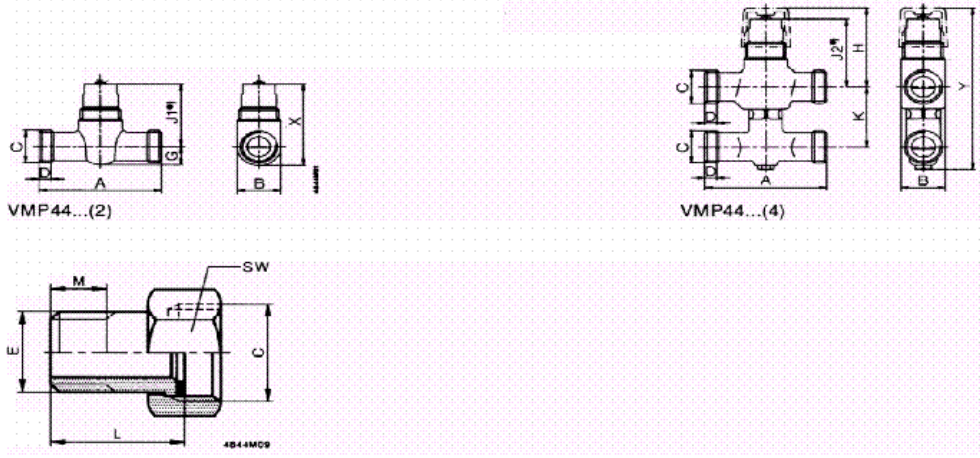 C
D
A
G
J1*)
X
B
VMP44...(2)
C
D
C
D
A
J2*)
H
K
B
Y
VMP44...(4)
M
SW
E
C
L
4844M09